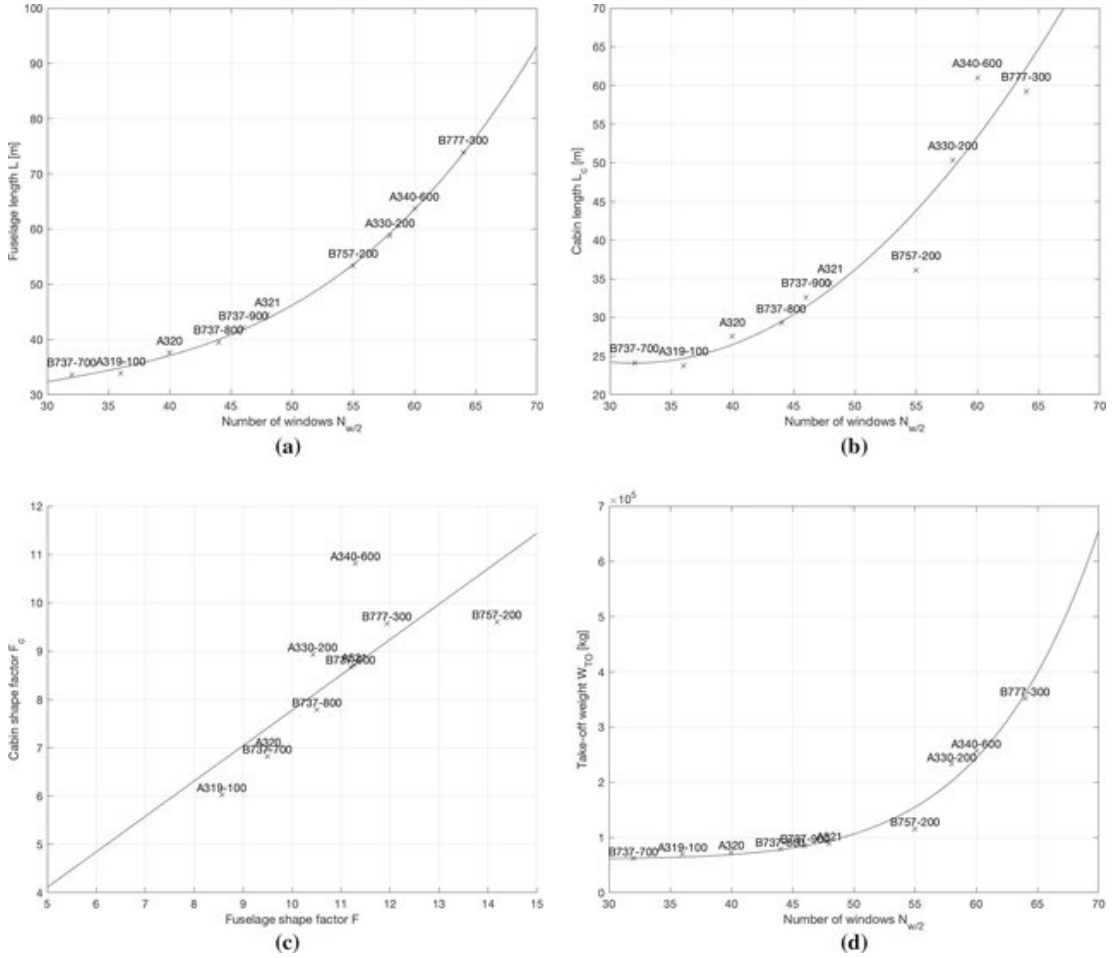 100
90
80
70
60
50
40
30
Fuselage length L [m]
B777-300
A340-600
A330-200
B757-200
A321
B737-900
B737-800
A320
B737-700 A319-100
30 35 40 45 50 55 60 65 70
Number of windows N_w/2
(a)
70
65
60
55
50
45
40
35
30
25
20
Cabin length L_c [m]
A340-600
B777-300
A330-200
B757-200
A321
B737-900
B737-800
A320
B737-700
A319-100
30 35 40 45 50 55 60 65 70
Number of windows N_w/2
(b)
12
11
10
9
8
7
6
5
4
Cabin shape factor F_c
A340-600
B777-300 B757-200
A330-200
B737-800
A320
B737-700
A319-100
5 6 7 8 9 10 11 12 13 14 15
Fuselage shape factor F
(c)
× 10^5
7
6
5
4
3
2
1
0
Take-off weight W_TO [kg]
B777-300
A340-600
A330-200
B757-200
B737-900 A321
B737-700 A319-100 A320 B737-800
30 35 40 45 50 55 60 65 70
Number of windows N_w/2
(d)